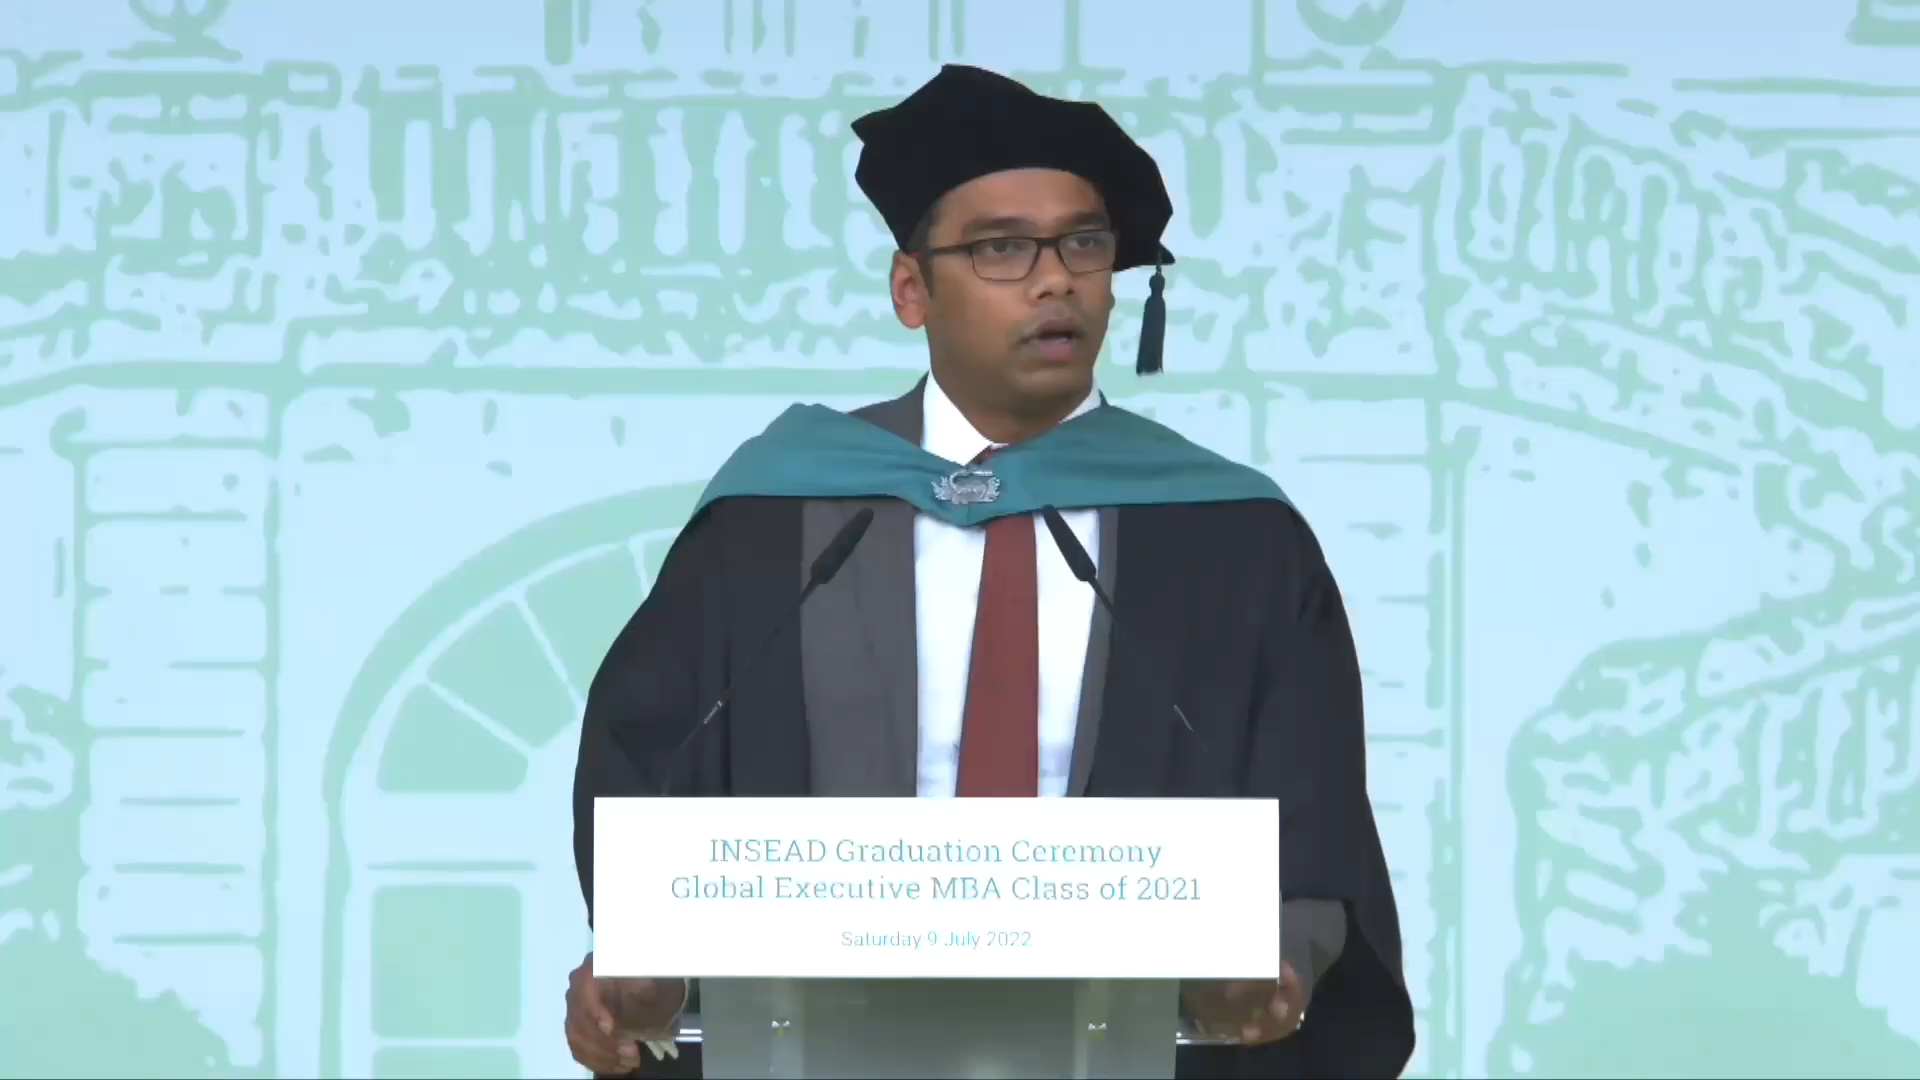 INSEAD Graduation Ceremony
Global Executive MBA Class of 2021
Saturday 9 July 2022